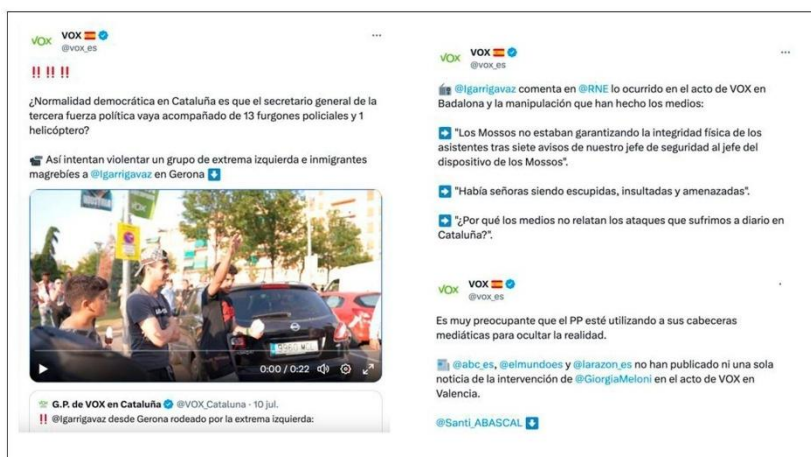 VOX
VOX 🇪🇸
@vox_es
...
‼️ ‼️ ‼️
¿Normalidad democrática en Cataluña es que el secretario general de la
tercera fuerza política vaya acompañado de 13 furgones policiales y 1
helicóptero?
📹 Así intentan violentar un grupo de extrema izquierda e inmigrantes
magrebíes a @Igarrigavaz en Gerona ⬇️
0:00 / 0:22
G.P. de VOX en Cataluña @VOX_Cataluna · 10 jul.
‼️ @Igarrigavaz desde Gerona rodeado por la extrema izquierda:
VOX
VOX 🇪🇸
@vox_es
...
📻 @Igarrigavaz comenta en @RNE lo ocurrido en el acto de VOX en
Badalona y la manipulación que han hecho los medios:
➡️ "Los Mossos no estaban garantizando la integridad física de los
asistentes tras siete avisos de nuestro jefe de seguridad al jefe del
dispositivo de los Mossos".
➡️ "Había señoras siendo escupidas, insultadas y amenazadas".
➡️ "¿Por qué los medios no relatan los ataques que sufrimos a diario en
Cataluña?".
VOX
VOX 🇪🇸
@vox_es
Es muy preocupante que el PP esté utilizando a sus cabeceras
mediáticas para ocultar la realidad.
📰 @abc_es, @elmundoes y @larazon_es no han publicado ni una sola
noticia de la intervención de @GiorgiaMeloni en el acto de VOX en
Valencia.
@Santi_ABASCAL ⬇️